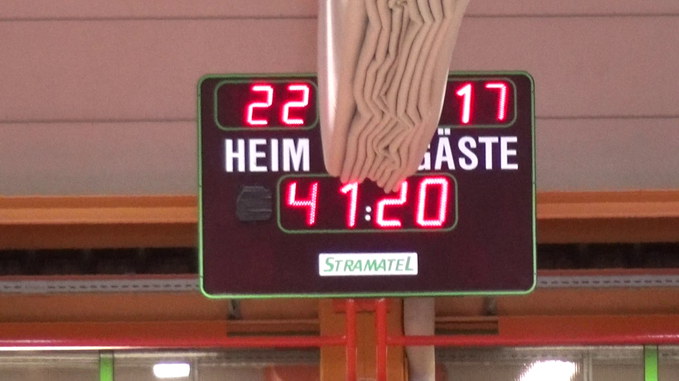 22 17
HEIM GÄSTE
41:20
STRAMATEL